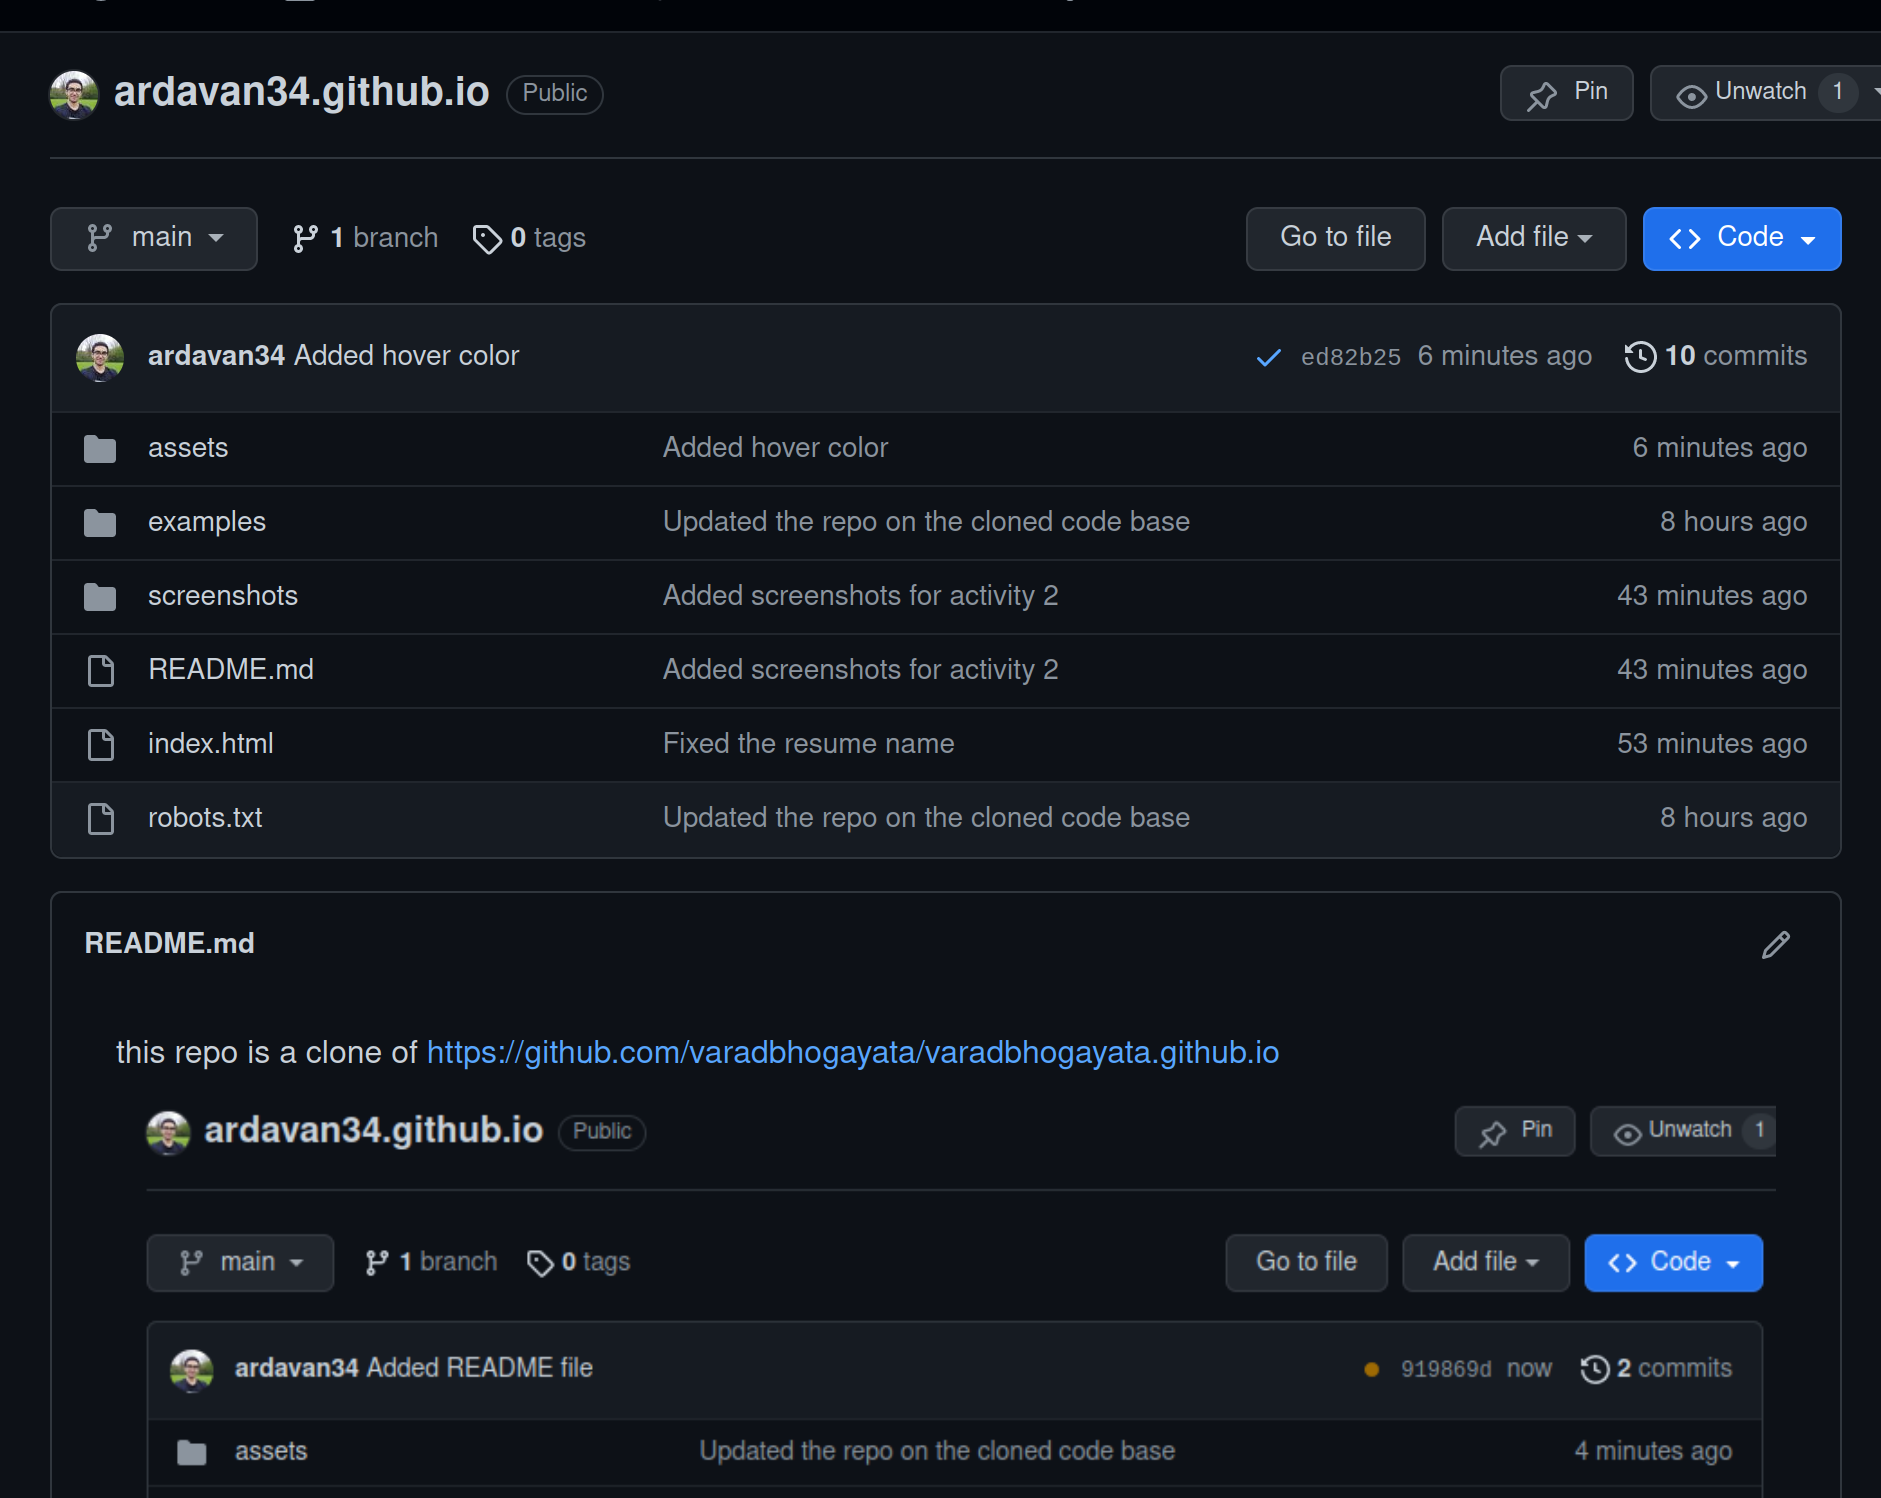 ardavan34.github.io Public Pin Unwatch 1
main 1 branch 0 tags Go to file Add file Code
ardavan34 Added hover color ed82b25 6 minutes ago 10 commits
assets Added hover color 6 minutes ago
examples Updated the repo on the cloned code base 8 hours ago
screenshots Added screenshots for activity 2 43 minutes ago
README.md Added screenshots for activity 2 43 minutes ago
index.html Fixed the resume name 53 minutes ago
robots.txt Updated the repo on the cloned code base 8 hours ago
README.md
this repo is a clone of https://github.com/varadbhogayata/varadbhogayata.github.io
ardavan34.github.io Public Pin Unwatch 1
main 1 branch 0 tags Go to file Add file Code
ardavan34 Added README file 919869d now 2 commits
assets Updated the repo on the cloned code base 4 minutes ago